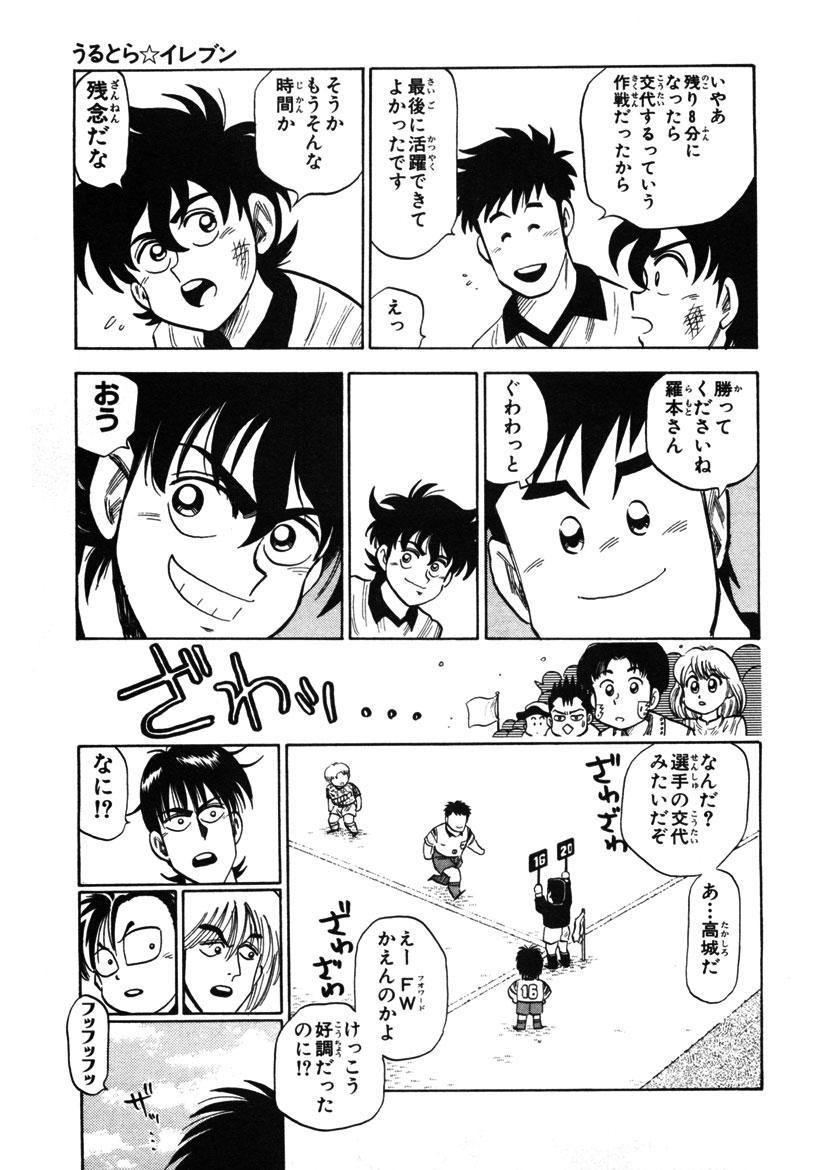 うるとら☆イレブン
いやあ
残り8分に
なったら
交代するっていう
作戦だったから
最後に活躍できて
よかったです
えっ
そうか
もうそんな
時間か
残念だな
勝って
くださいね
羅本さん
ぐわわっと
おう
ざわッ・・・
なんだ?
選手の交代
みたいだぞ
あ…高城だ
ざわざわ
16
20
16
えー FW
かえんのかよ
けっこう
好調だった
のに!?
ざわざわ
なに!?
フッフッフッ
ザッ…